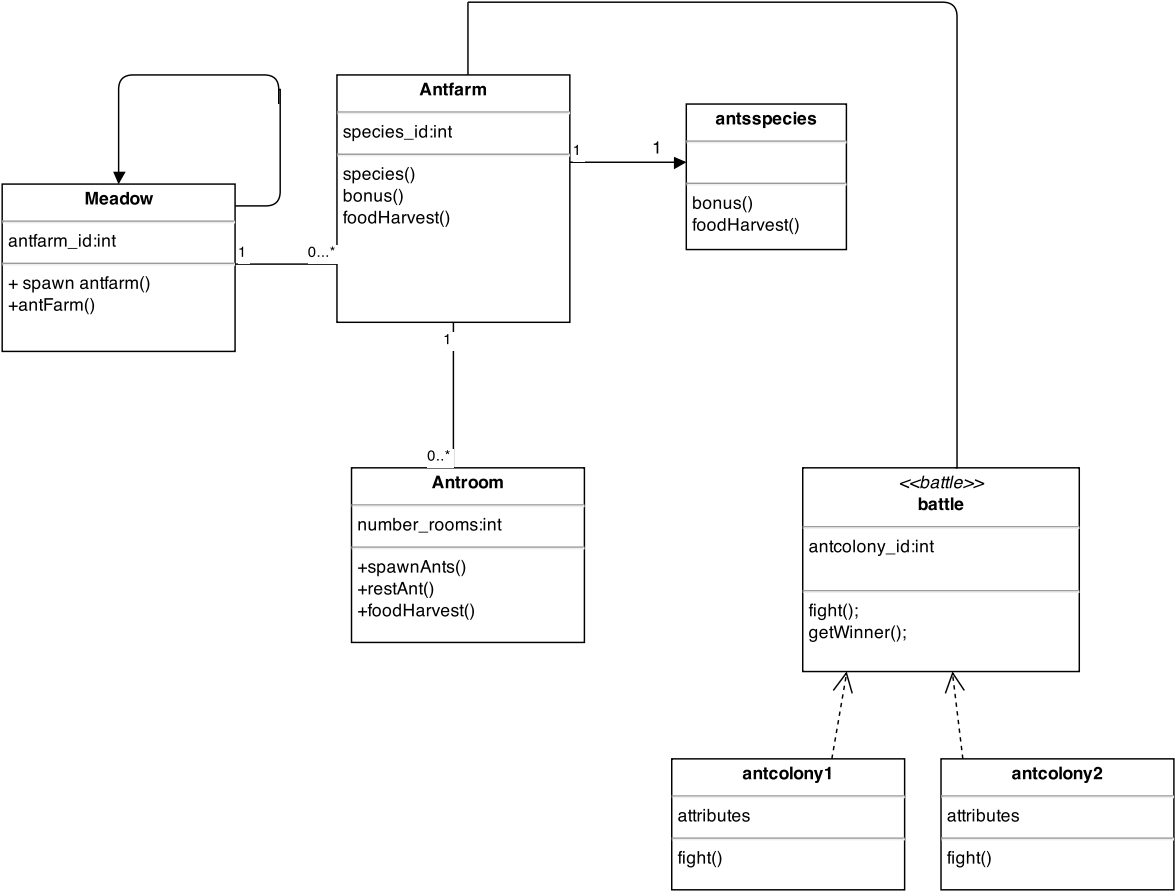 Antfarm
species_id:int
species()
bonus()
foodHarvest()
1
1
antsspecies
bonus()
foodHarvest()
Meadow
antfarm_id:int
+ spawn antfarm()
+antFarm()
1
0...*
1
0..*
Antroom
number_rooms:int
+spawnAnts()
+restAnt()
+foodHarvest()
<<battle>>
battle
antcolony_id:int
fight();
getWinner();
antcolony1
attributes
fight()
antcolony2
attributes
fight()